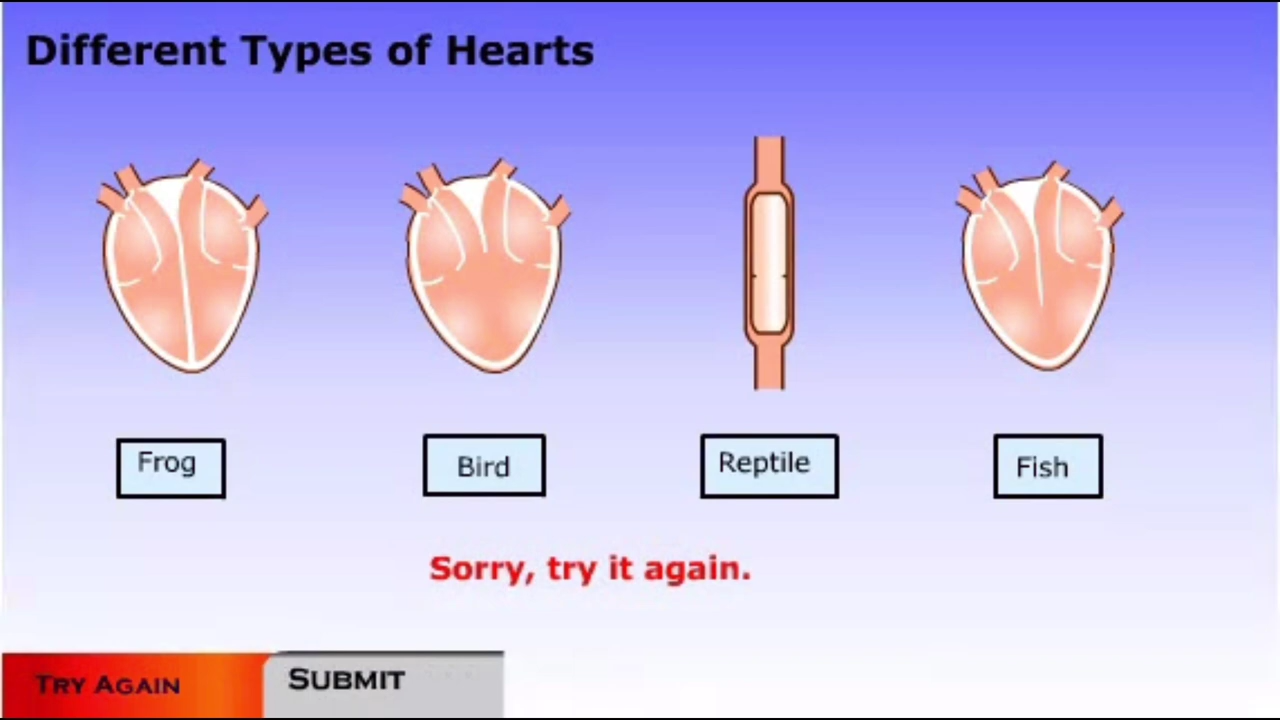 Different Types of Hearts
Frog
Bird
Reptile
Fish
Sorry, try it again.
TRY AGAIN
SUBMIT